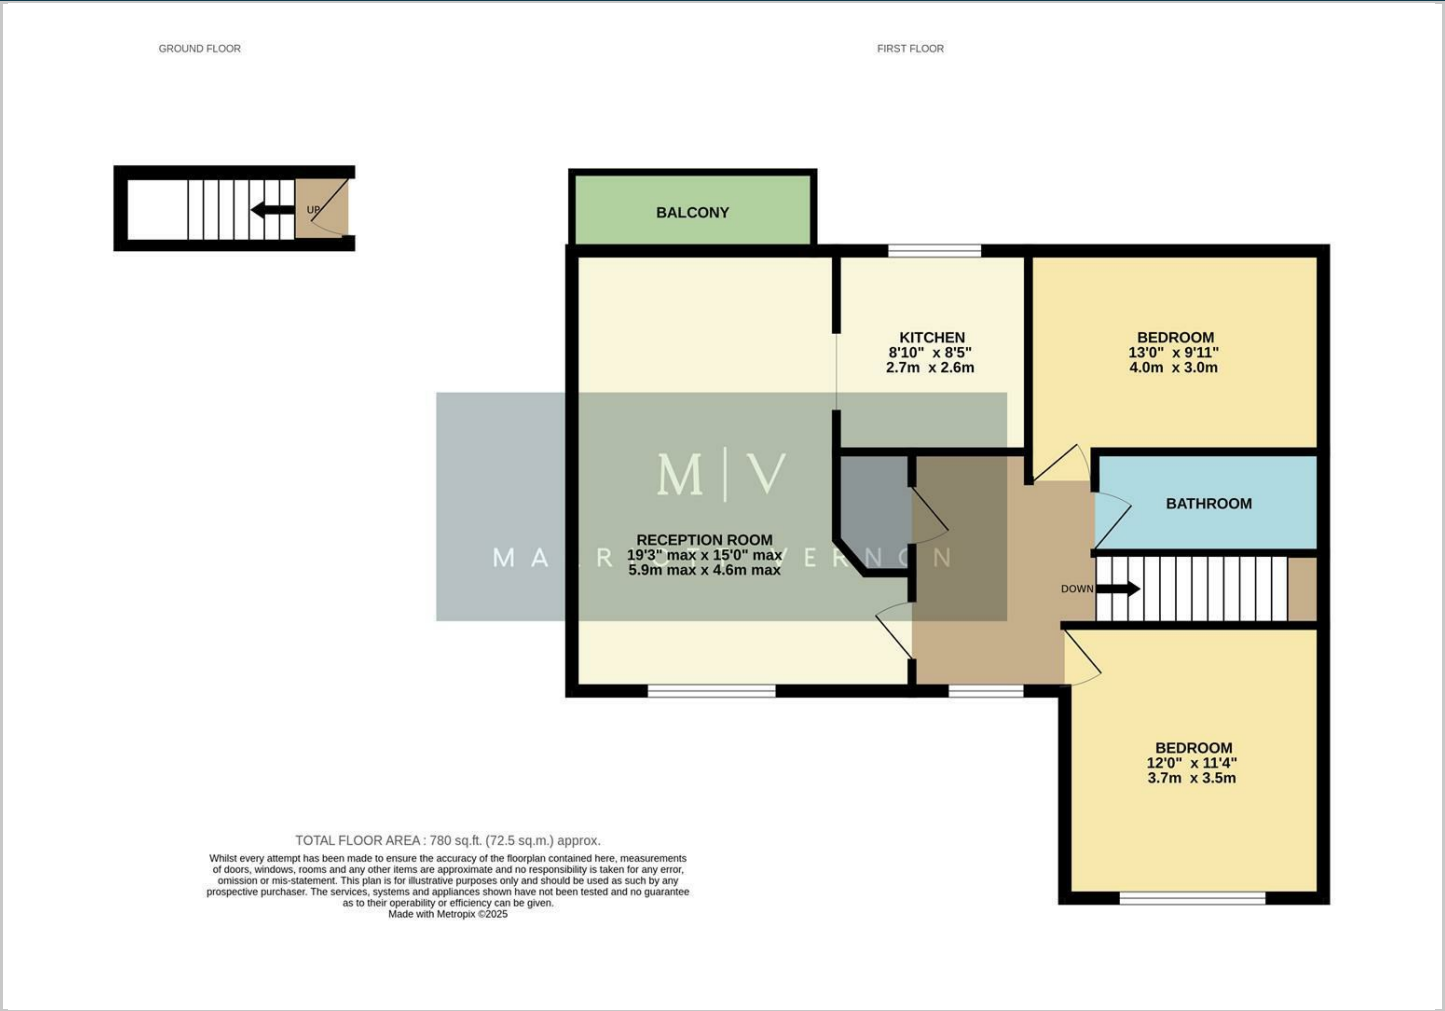 GROUND FLOOR
FIRST FLOOR
UP
BALCONY
KITCHEN
8'10" x 8'5"
2.7m x 2.6m
BEDROOM
13'0" x 9'11"
4.0m x 3.0m
M | V
BATHROOM
RECEPTION ROOM
19'3" max x 15'0" max
5.9m max x 4.6m max
DOWN
BEDROOM
12'0" x 11'4"
3.7m x 3.5m
TOTAL FLOOR AREA : 780 sq.ft. (72.5 sq.m.) approx.
Whilst every attempt has been made to ensure the accuracy of the floorplan contained here, measurements
of doors, windows, rooms and any other items are approximate and no responsibility is taken for any error,
omission or mis-statement. This plan is for illustrative purposes only and should be used as such by any
prospective purchaser. The services, systems and appliances shown have not been tested and no guarantee
as to their operability or efficiency can be given.
Made with Metropix ©2025